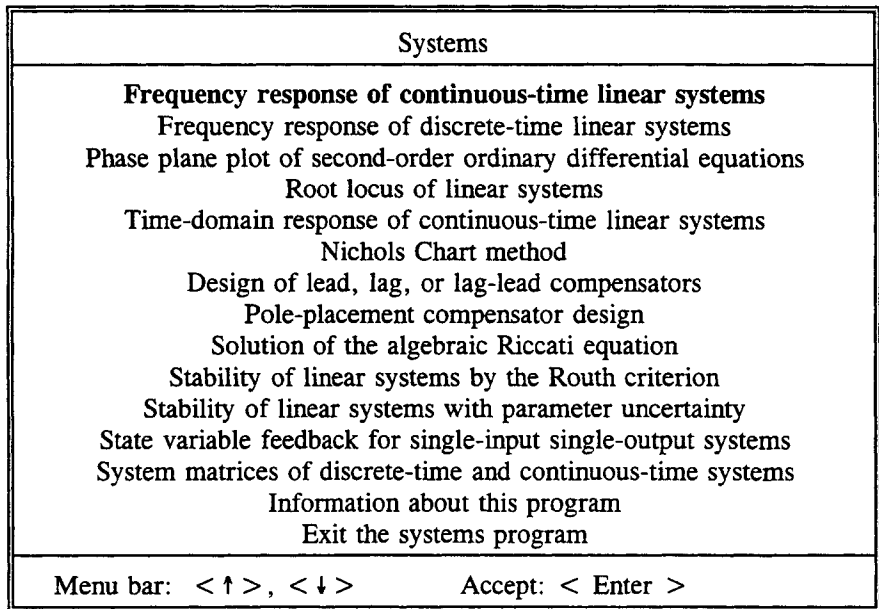 Systems
Frequency response of continuous-time linear systems
Frequency response of discrete-time linear systems
Phase plane plot of second-order ordinary differential equations
Root locus of linear systems
Time-domain response of continuous-time linear systems
Nichols Chart method
Design of lead, lag, or lag-lead compensators
Pole-placement compensator design
Solution of the algebraic Riccati equation
Stability of linear systems by the Routh criterion
Stability of linear systems with parameter uncertainty
State variable feedback for single-input single-output systems
System matrices of discrete-time and continuous-time systems
Information about this program
Exit the systems program
Menu bar: <↑>, <↓> Accept: < Enter >